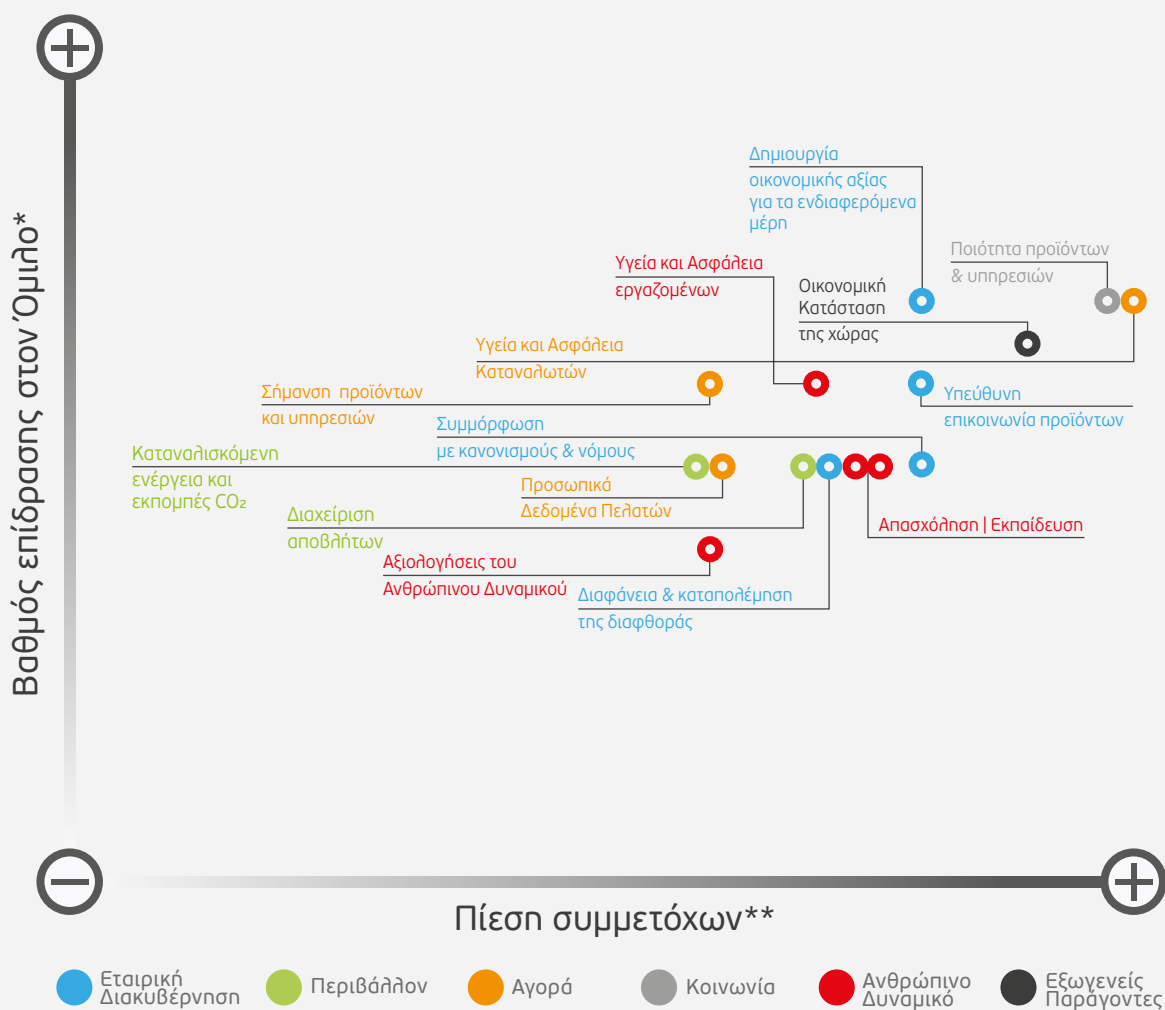 Βαθμός επίδρασης στον Όμιλο*
Δημιουργία
οικονομικής αξίας
για τα ενδιαφερόμενα
μέρη
Ποιότητα προϊόντων
& υπηρεσιών
Υγεία και Ασφάλεια
εργαζομένων
Οικονομική
Κατάσταση
της χώρας
Υγεία και Ασφάλεια
Καταναλωτών
Σήμανση προϊόντων
και υπηρεσιών
Υπεύθυνη
επικοινωνία προϊόντων
Συμμόρφωση
με κανονισμούς & νόμους
Καταναλισκόμενη
ενέργεια και
εκπομπές CO₂
Προσωπικά
Δεδομένα Πελατών
Διαχείριση
αποβλήτων
Απασχόληση | Εκπαίδευση
Αξιολογήσεις του
Ανθρώπινου Δυναμικού
Διαφάνεια & καταπολέμηση
της διαφθοράς
Πίεση συμμετόχων**
Εταιρική
Διακυβέρνηση
Περιβάλλον
Αγορά
Κοινωνία
Ανθρώπινο
Δυναμικό
Εξωγενείς
Παράγοντες